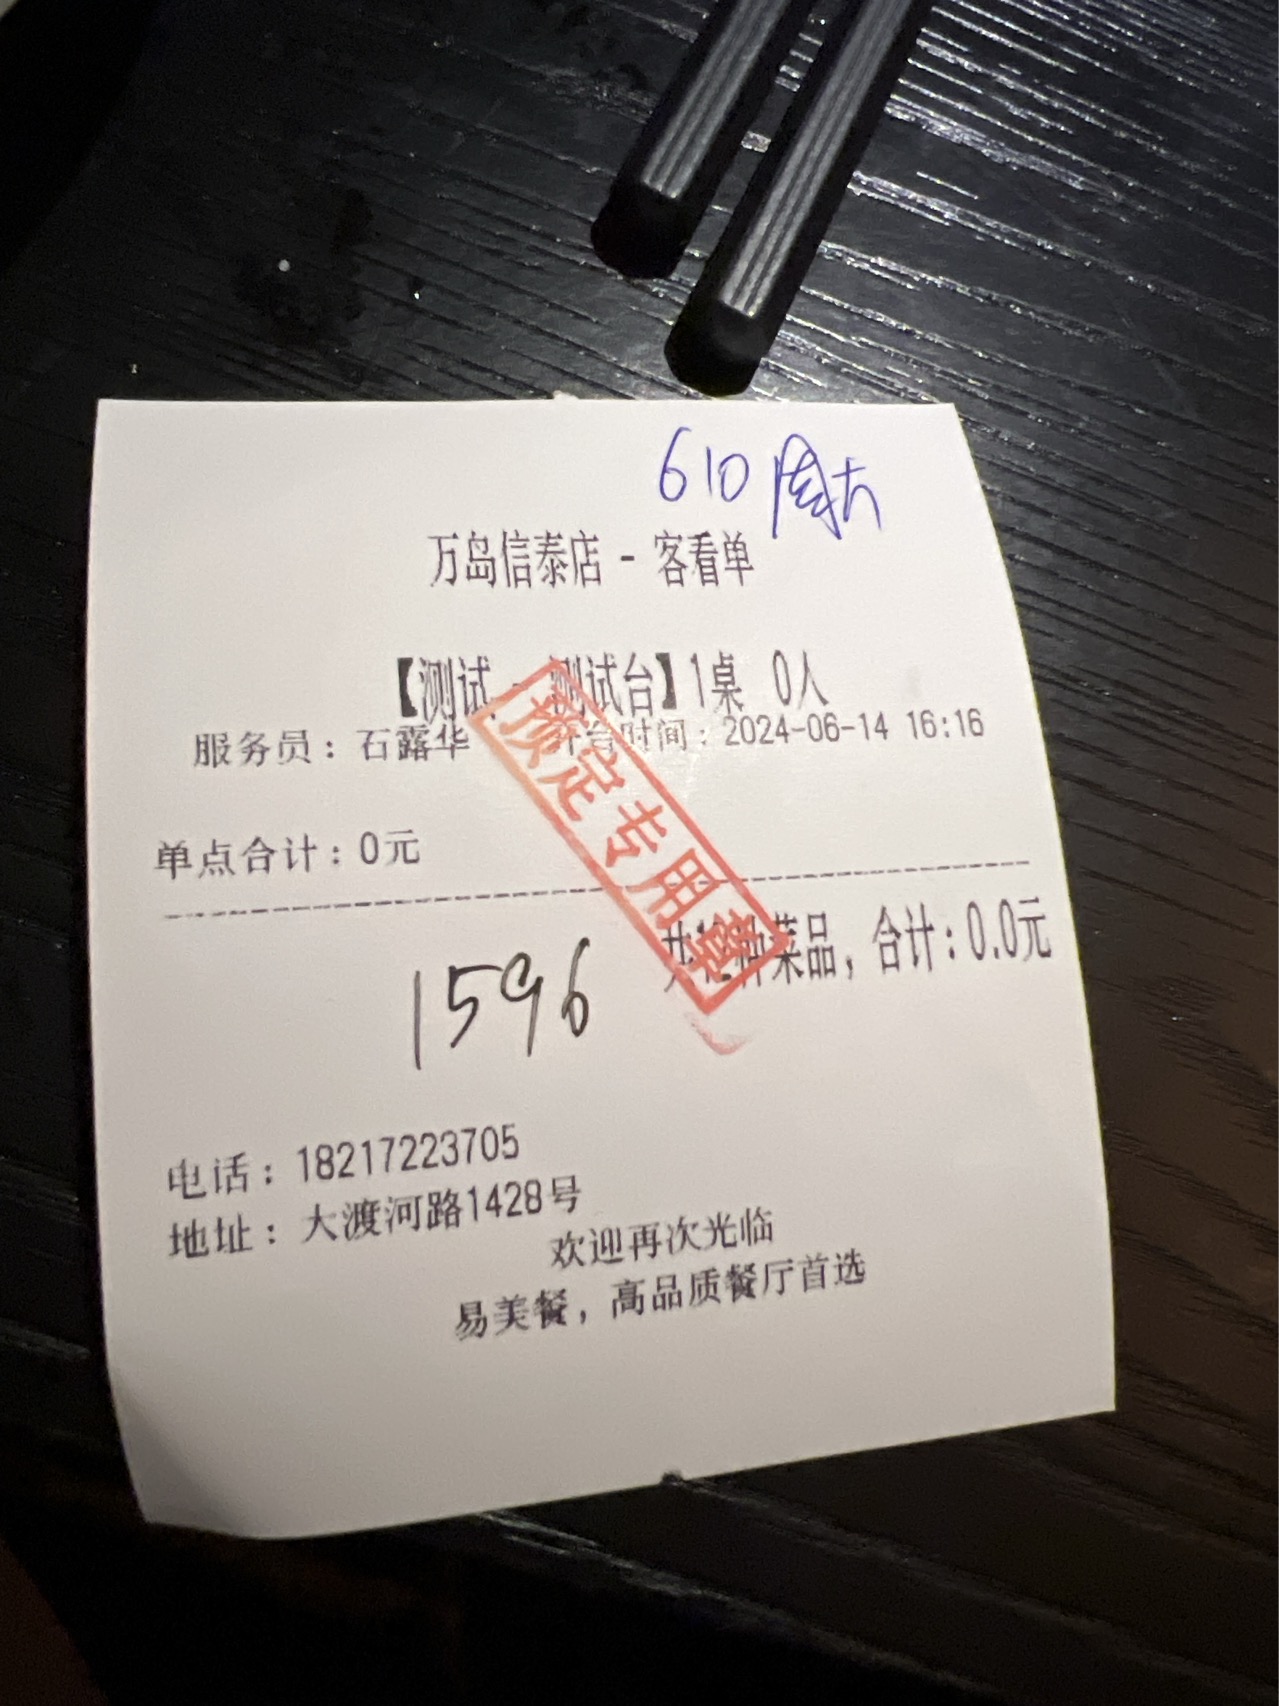 610
万岛信泰店 - 客看单
【测试 - 测试台】1桌 0人
服务员：石露华 开台时间：2024-06-14 16:16
预定专用章
单点合计：0元
菜品，合计：0.0元
1596
电话：18217223705
地址：大渡河路1428号
欢迎再次光临
易美餐，高品质餐厅首选